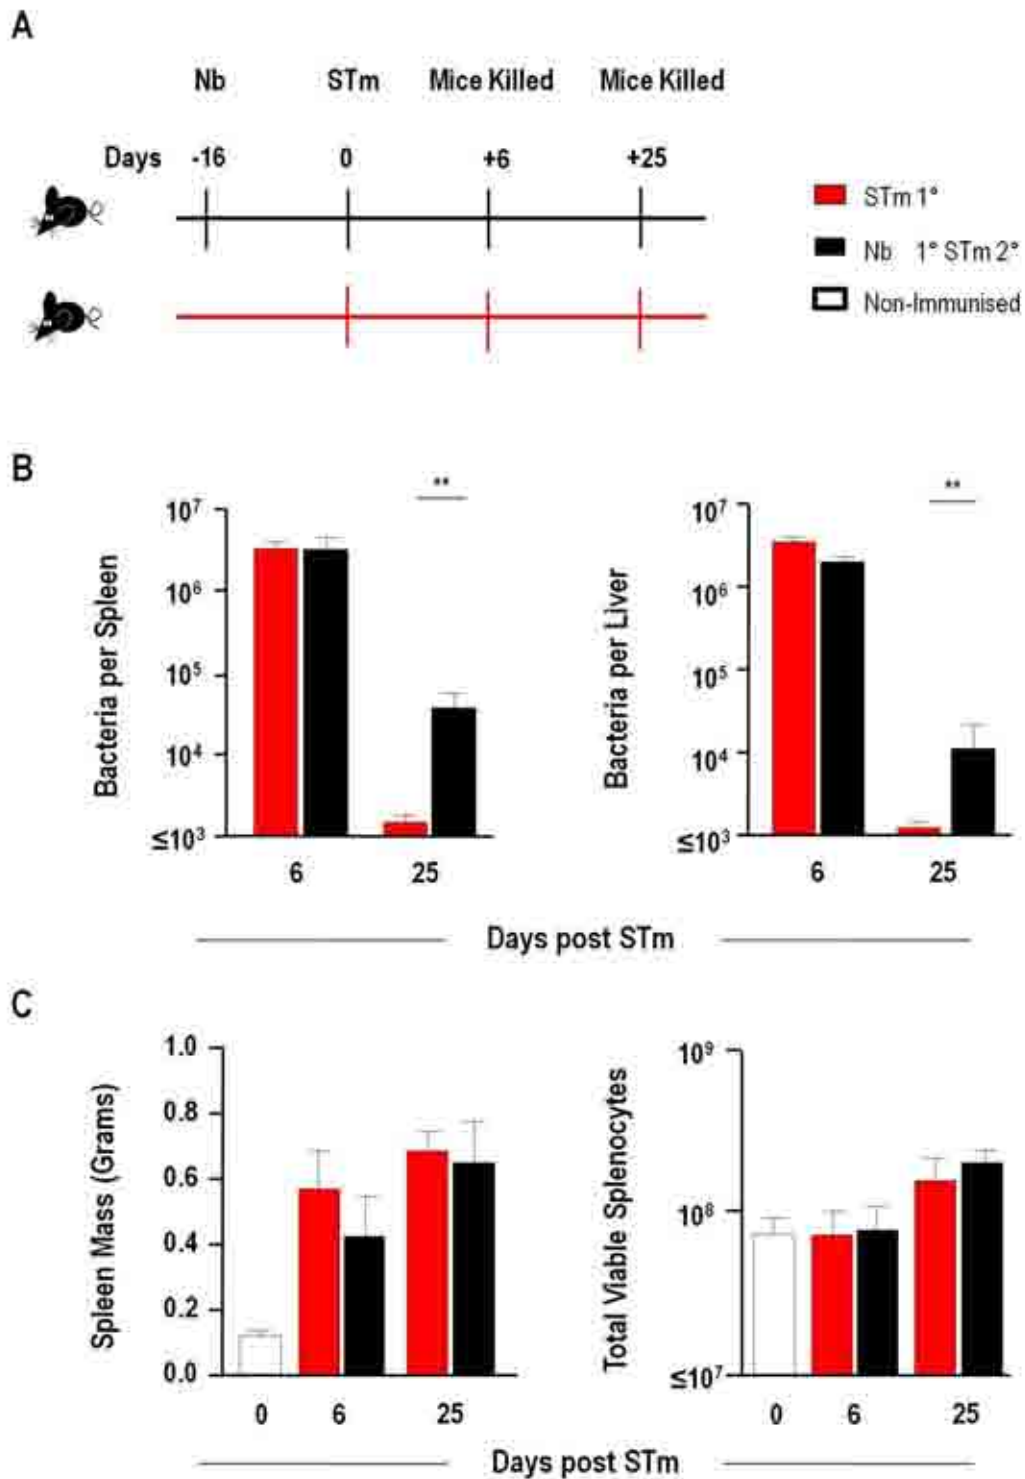 A
Nb STm Mice Killed Mice Killed
Days -16 0 +6 +25
STm 1°
Nb 1° STm 2°
Non-Immunised
B
**
Bacteria per Spleen
10⁷
10⁶
10⁵
10⁴
≤10³
6 25
**
Bacteria per Liver
10⁷
10⁶
10⁵
10⁴
≤10³
6 25
Days post STm
C
Spleen Mass (Grams)
1.0
0.8
0.6
0.4
0.2
0.0
0 6 25
Total Viable Splenocytes
10⁹
10⁸
≤10⁷
0 6 25
Days post STm